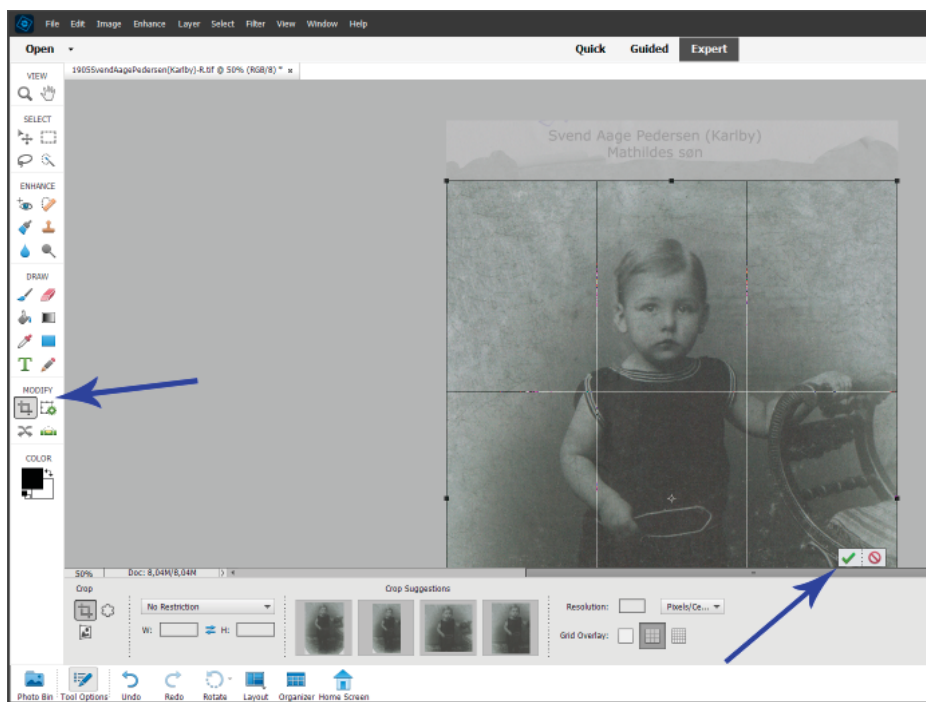 File Edit Image Enhance Layer Select Filter View Window Help
Open Quick Guided Expert
1905SvendAagePedersen(Karlby)-R.tif @ 50% (RGB/8) * x
VIEW
SELECT
ENHANCE
DRAW
MODIFY
COLOR
Svend Aage Pedersen (Karlby)
Mathildes søn
50% Doc: 8,04M/8,04M
Crop
No Restriction
W: H:
Crop Suggestions
Resolution: Pixels/Ce...
Grid Overlay:
Photo Bin Tool Options Undo Redo Rotate Layout Organizer Home Screen